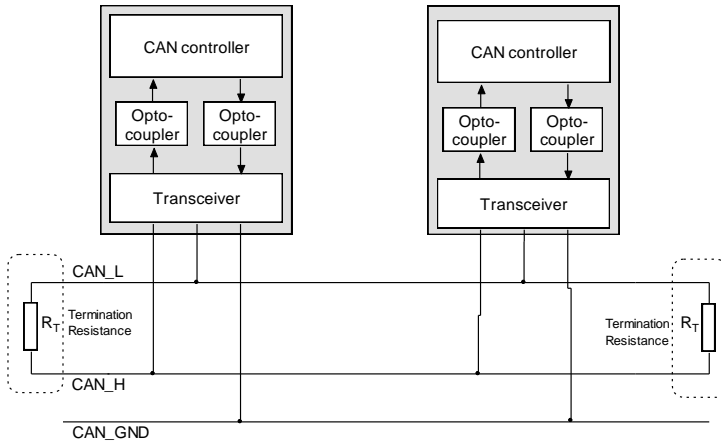 CAN controller
CAN controller
Opto-
coupler
Opto-
coupler
Opto-
coupler
Opto-
coupler
Transceiver
Transceiver
CAN_L
RT
Termination
Resistance
Termination
Resistance
RT
CAN_H
CAN_GND